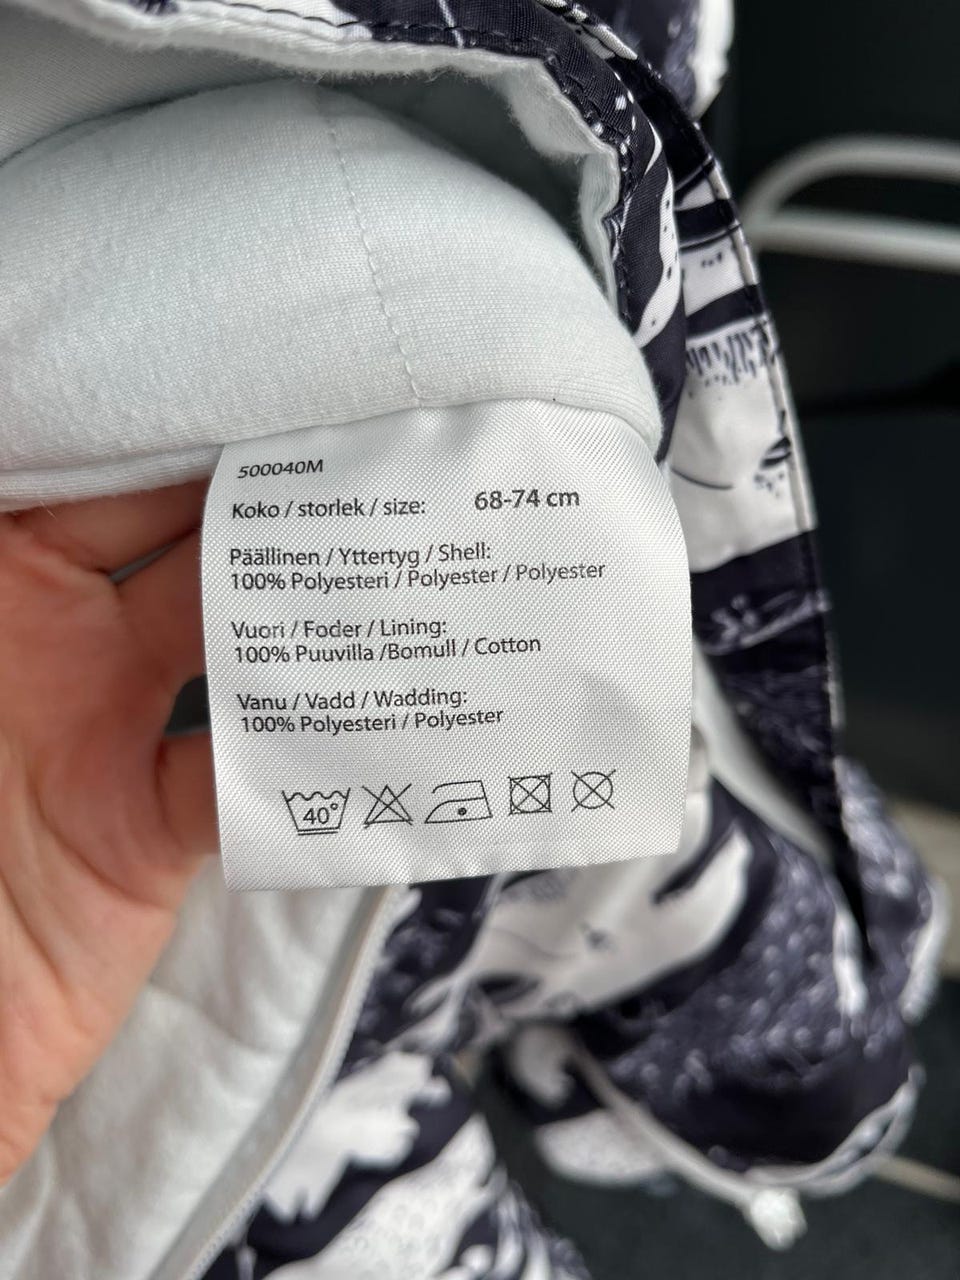 500040M
Koko / storlek / size: 68-74 cm
Päällinen / Yttertyg / Shell:
100% Polyesteri / Polyester / Polyester
Vuori / Foder / Lining:
100% Puuvilla /Bomull / Cotton
Vanu / Vadd / Wadding:
100% Polyesteri / Polyester
40°